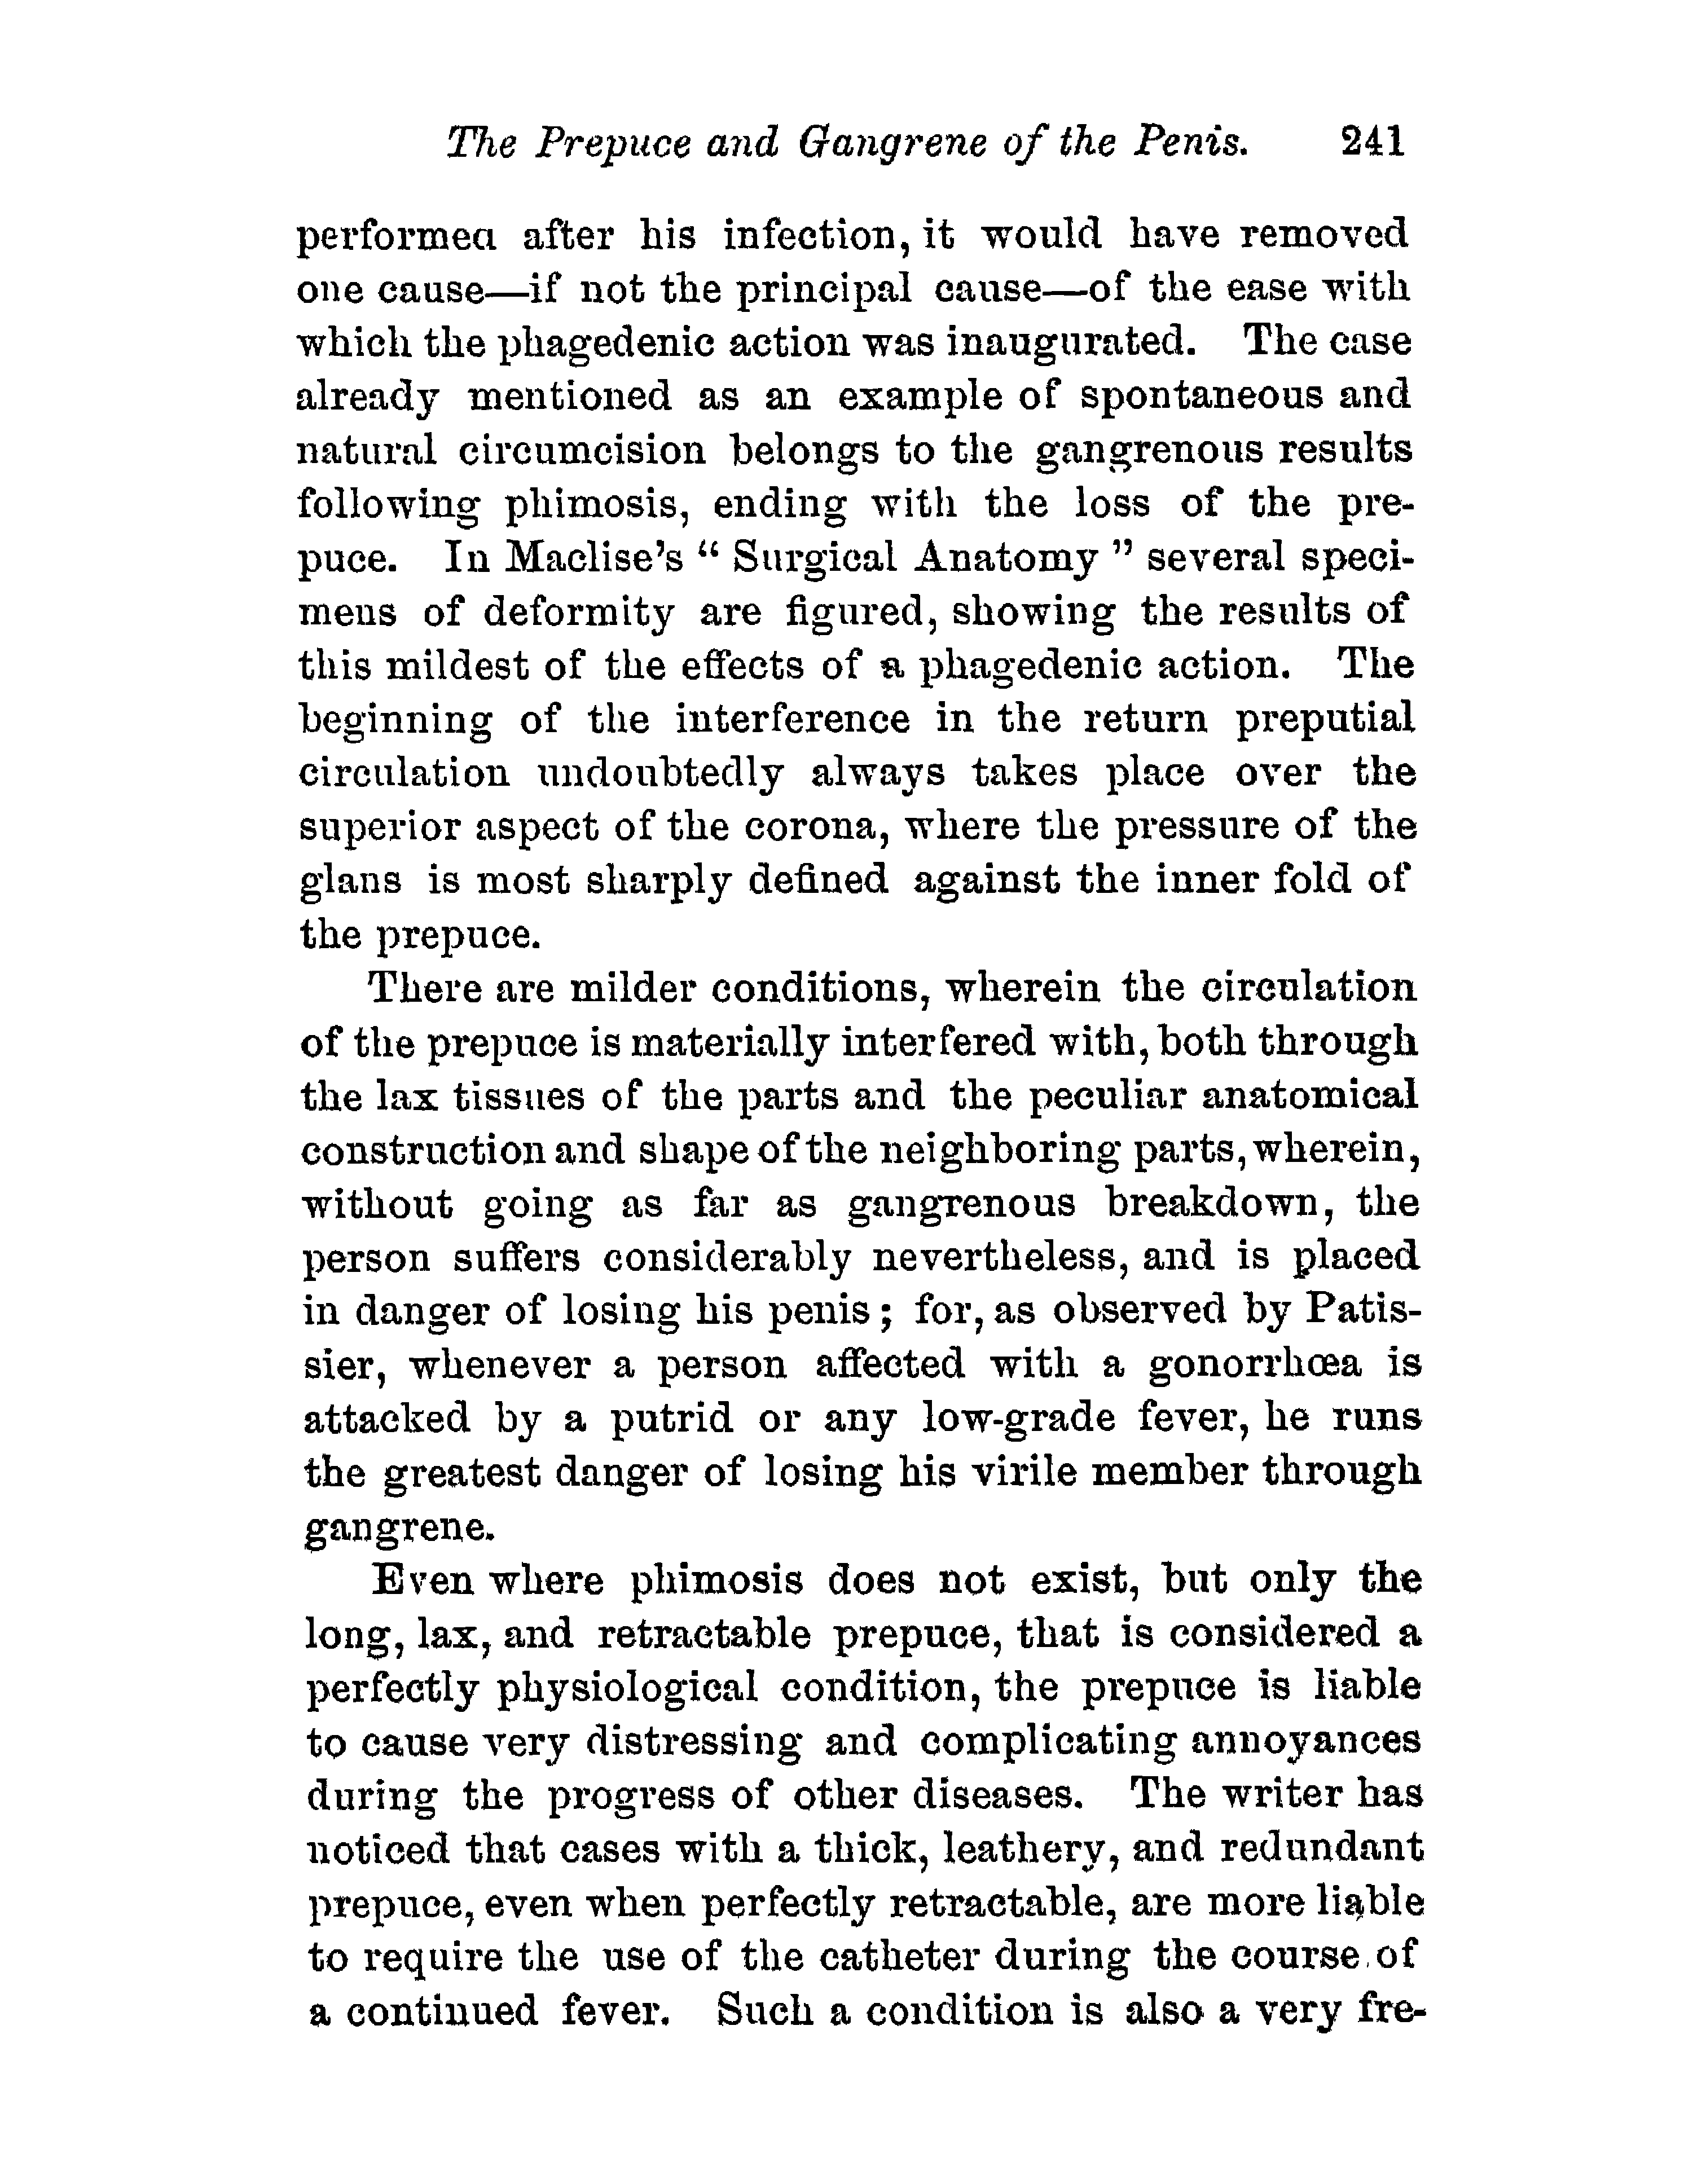 The Prepuce and Gangrene of the Penis. 241
performed after his infection, it would have removed
one cause—if not the principal cause—of the ease with
which the phagedenic action was inaugurated. The case
already mentioned as an example of spontaneous and
natural circumcision belongs to the gangrenous results
following phimosis, ending with the loss of the pre-
puce. In Maclise's “ Surgical Anatomy ” several speci-
mens of deformity are figured, showing the results of
this mildest of the effects of a phagedenic action. The
beginning of the interference in the return preputial
circulation undoubtedly always takes place over the
superior aspect of the corona, where the pressure of the
glans is most sharply defined against the inner fold of
the prepuce.
There are milder conditions, wherein the circulation
of the prepuce is materially interfered with, both through
the lax tissues of the parts and the peculiar anatomical
construction and shape of the neighboring parts, wherein,
without going as far as gangrenous breakdown, the
person suffers considerably nevertheless, and is placed
in danger of losing his penis ; for, as observed by Patis-
sier, whenever a person affected with a gonorrhœa is
attacked by a putrid or any low-grade fever, he runs
the greatest danger of losing his virile member through
gangrene.
Even where phimosis does not exist, but only the
long, lax, and retractable prepuce, that is considered a
perfectly physiological condition, the prepuce is liable
to cause very distressing and complicating annoyances
during the progress of other diseases. The writer has
noticed that cases with a thick, leathery, and redundant
prepuce, even when perfectly retractable, are more liable
to require the use of the catheter during the course of
a continued fever. Such a condition is also a very fre-